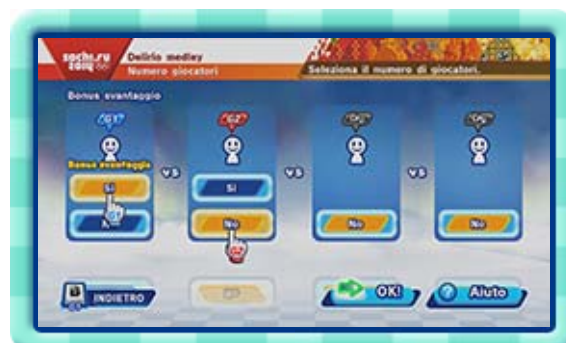 sochi.ru
2014
Delirio medley
Numero giocatori
Seleziona il numero di giocatori.
Bonus svantaggio
G1
G2
Bonus svantaggio
Sì
Sì
VS
VS
VS
No
No
No
No
B
INDIETRO
OK!
? Aiuto